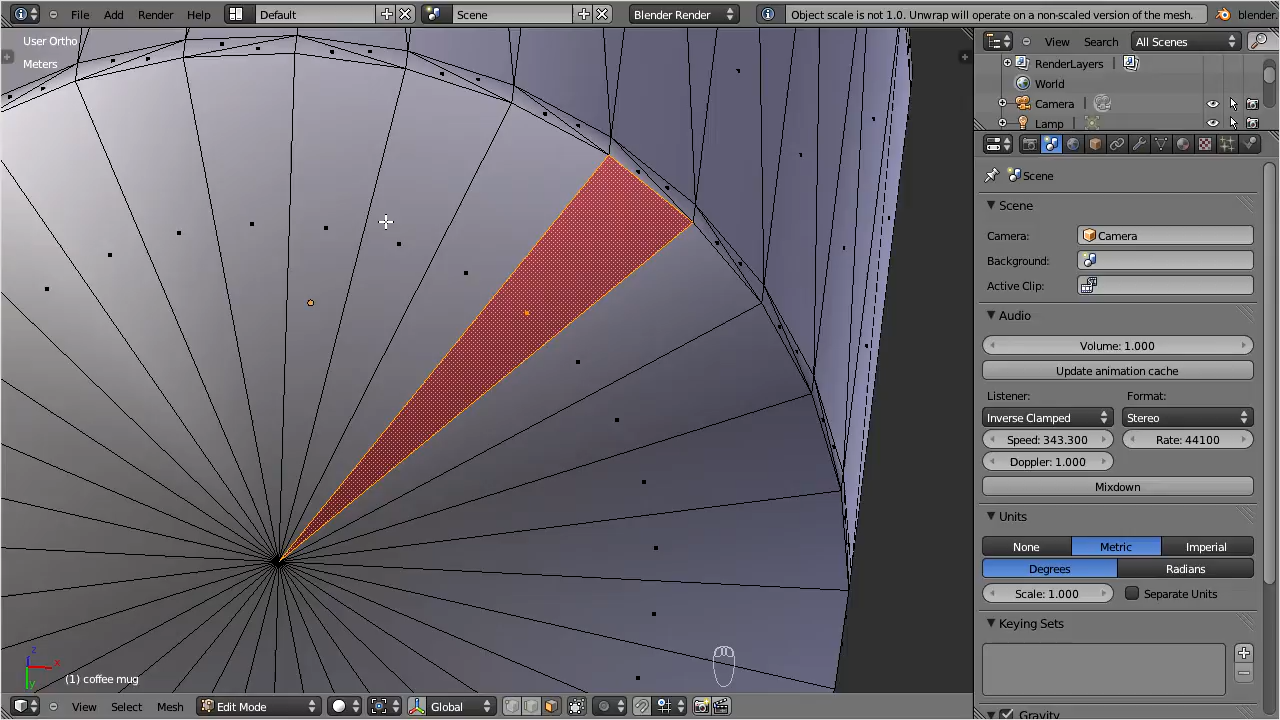 File Add Render Help Default Scene Blender Render Object scale is not 1.0. Unwrap will operate on a non-scaled version of the mesh. blender
User Ortho
Meters
View Search All Scenes
RenderLayers
World
Camera
Lamp
Scene
Scene
Camera: Camera
Background:
Active Clip:
Audio
Volume: 1.000
Update animation cache
Listener: Format:
Inverse Clamped Stereo
Speed: 343.300 Rate: 44100
Doppler: 1.000
Mixdown
Units
None Metric Imperial
Degrees Radians
Scale: 1.000 Separate Units
Keying Sets
Gravity
z
x
y
(1) coffee mug
View Select Mesh Edit Mode Global